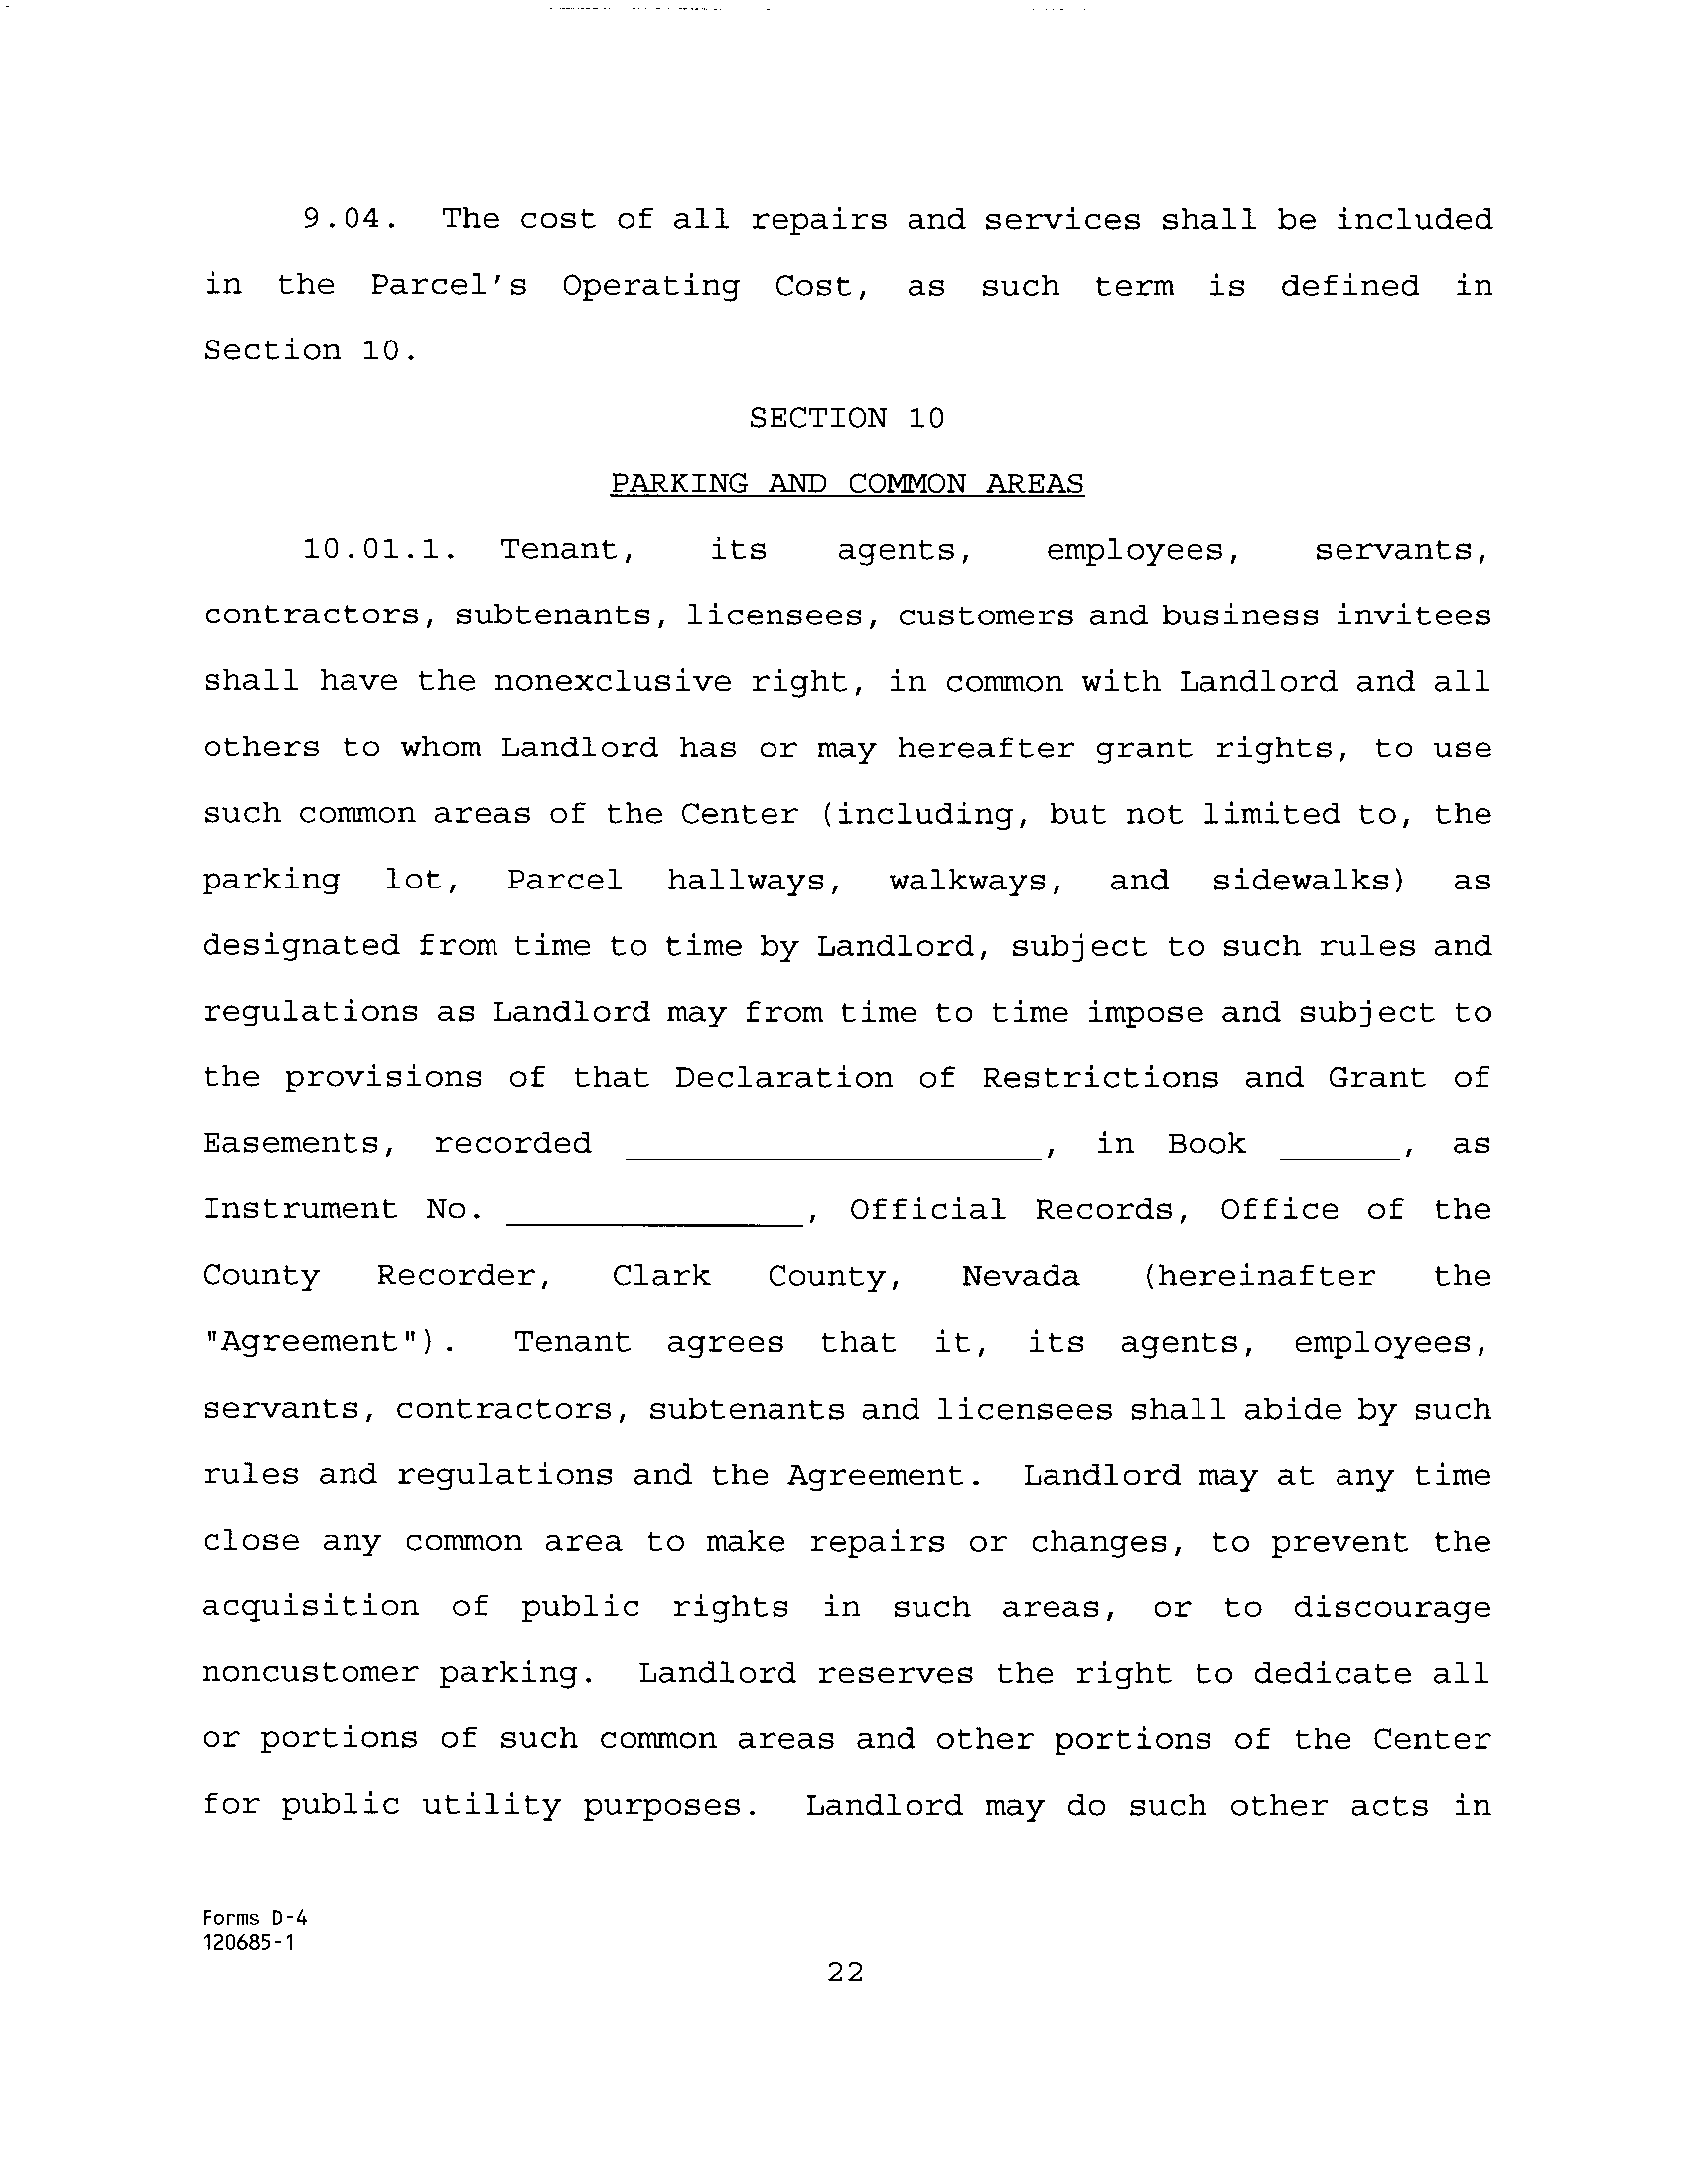 9.04. The cost of all repairs and services shall be included
in the Parcel's Operating Cost, as such term is defined in
Section 10.
SECTION 10
PARKING AND COMMON AREAS
10.01.1. Tenant, its agents, employees, servants,
contractors, subtenants, licensees, customers and business invitees
shall have the nonexclusive right, in common with Landlord and all
others to whom Landlord has or may hereafter grant rights, to use
such common areas of the Center (including, but not limited to, the
parking lot, Parcel hallways, walkways, and sidewalks) as
designated from time to time by Landlord, subject to such rules and
regulations as Landlord may from time to time impose and subject to
the provisions of that Declaration of Restrictions and Grant of
Easements, recorded ____________________, in Book ______, as
Instrument No. _______________, Official Records, Office of the
County Recorder, Clark County, Nevada (hereinafter the
"Agreement"). Tenant agrees that it, its agents, employees,
servants, contractors, subtenants and licensees shall abide by such
rules and regulations and the Agreement. Landlord may at any time
close any common area to make repairs or changes, to prevent the
acquisition of public rights in such areas, or to discourage
noncustomer parking. Landlord reserves the right to dedicate all
or portions of such common areas and other portions of the Center
for public utility purposes. Landlord may do such other acts in
Forms D-4
120685-1
22